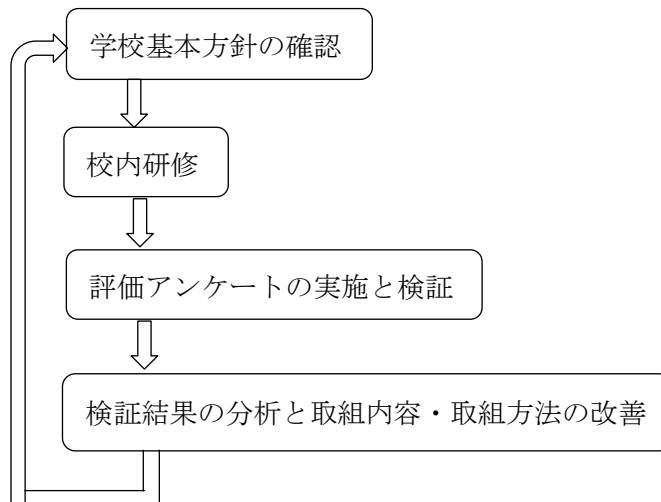 学校基本方針の確認
校内研修
評価アンケートの実施と検証
検証結果の分析と取組内容・取組方法の改善